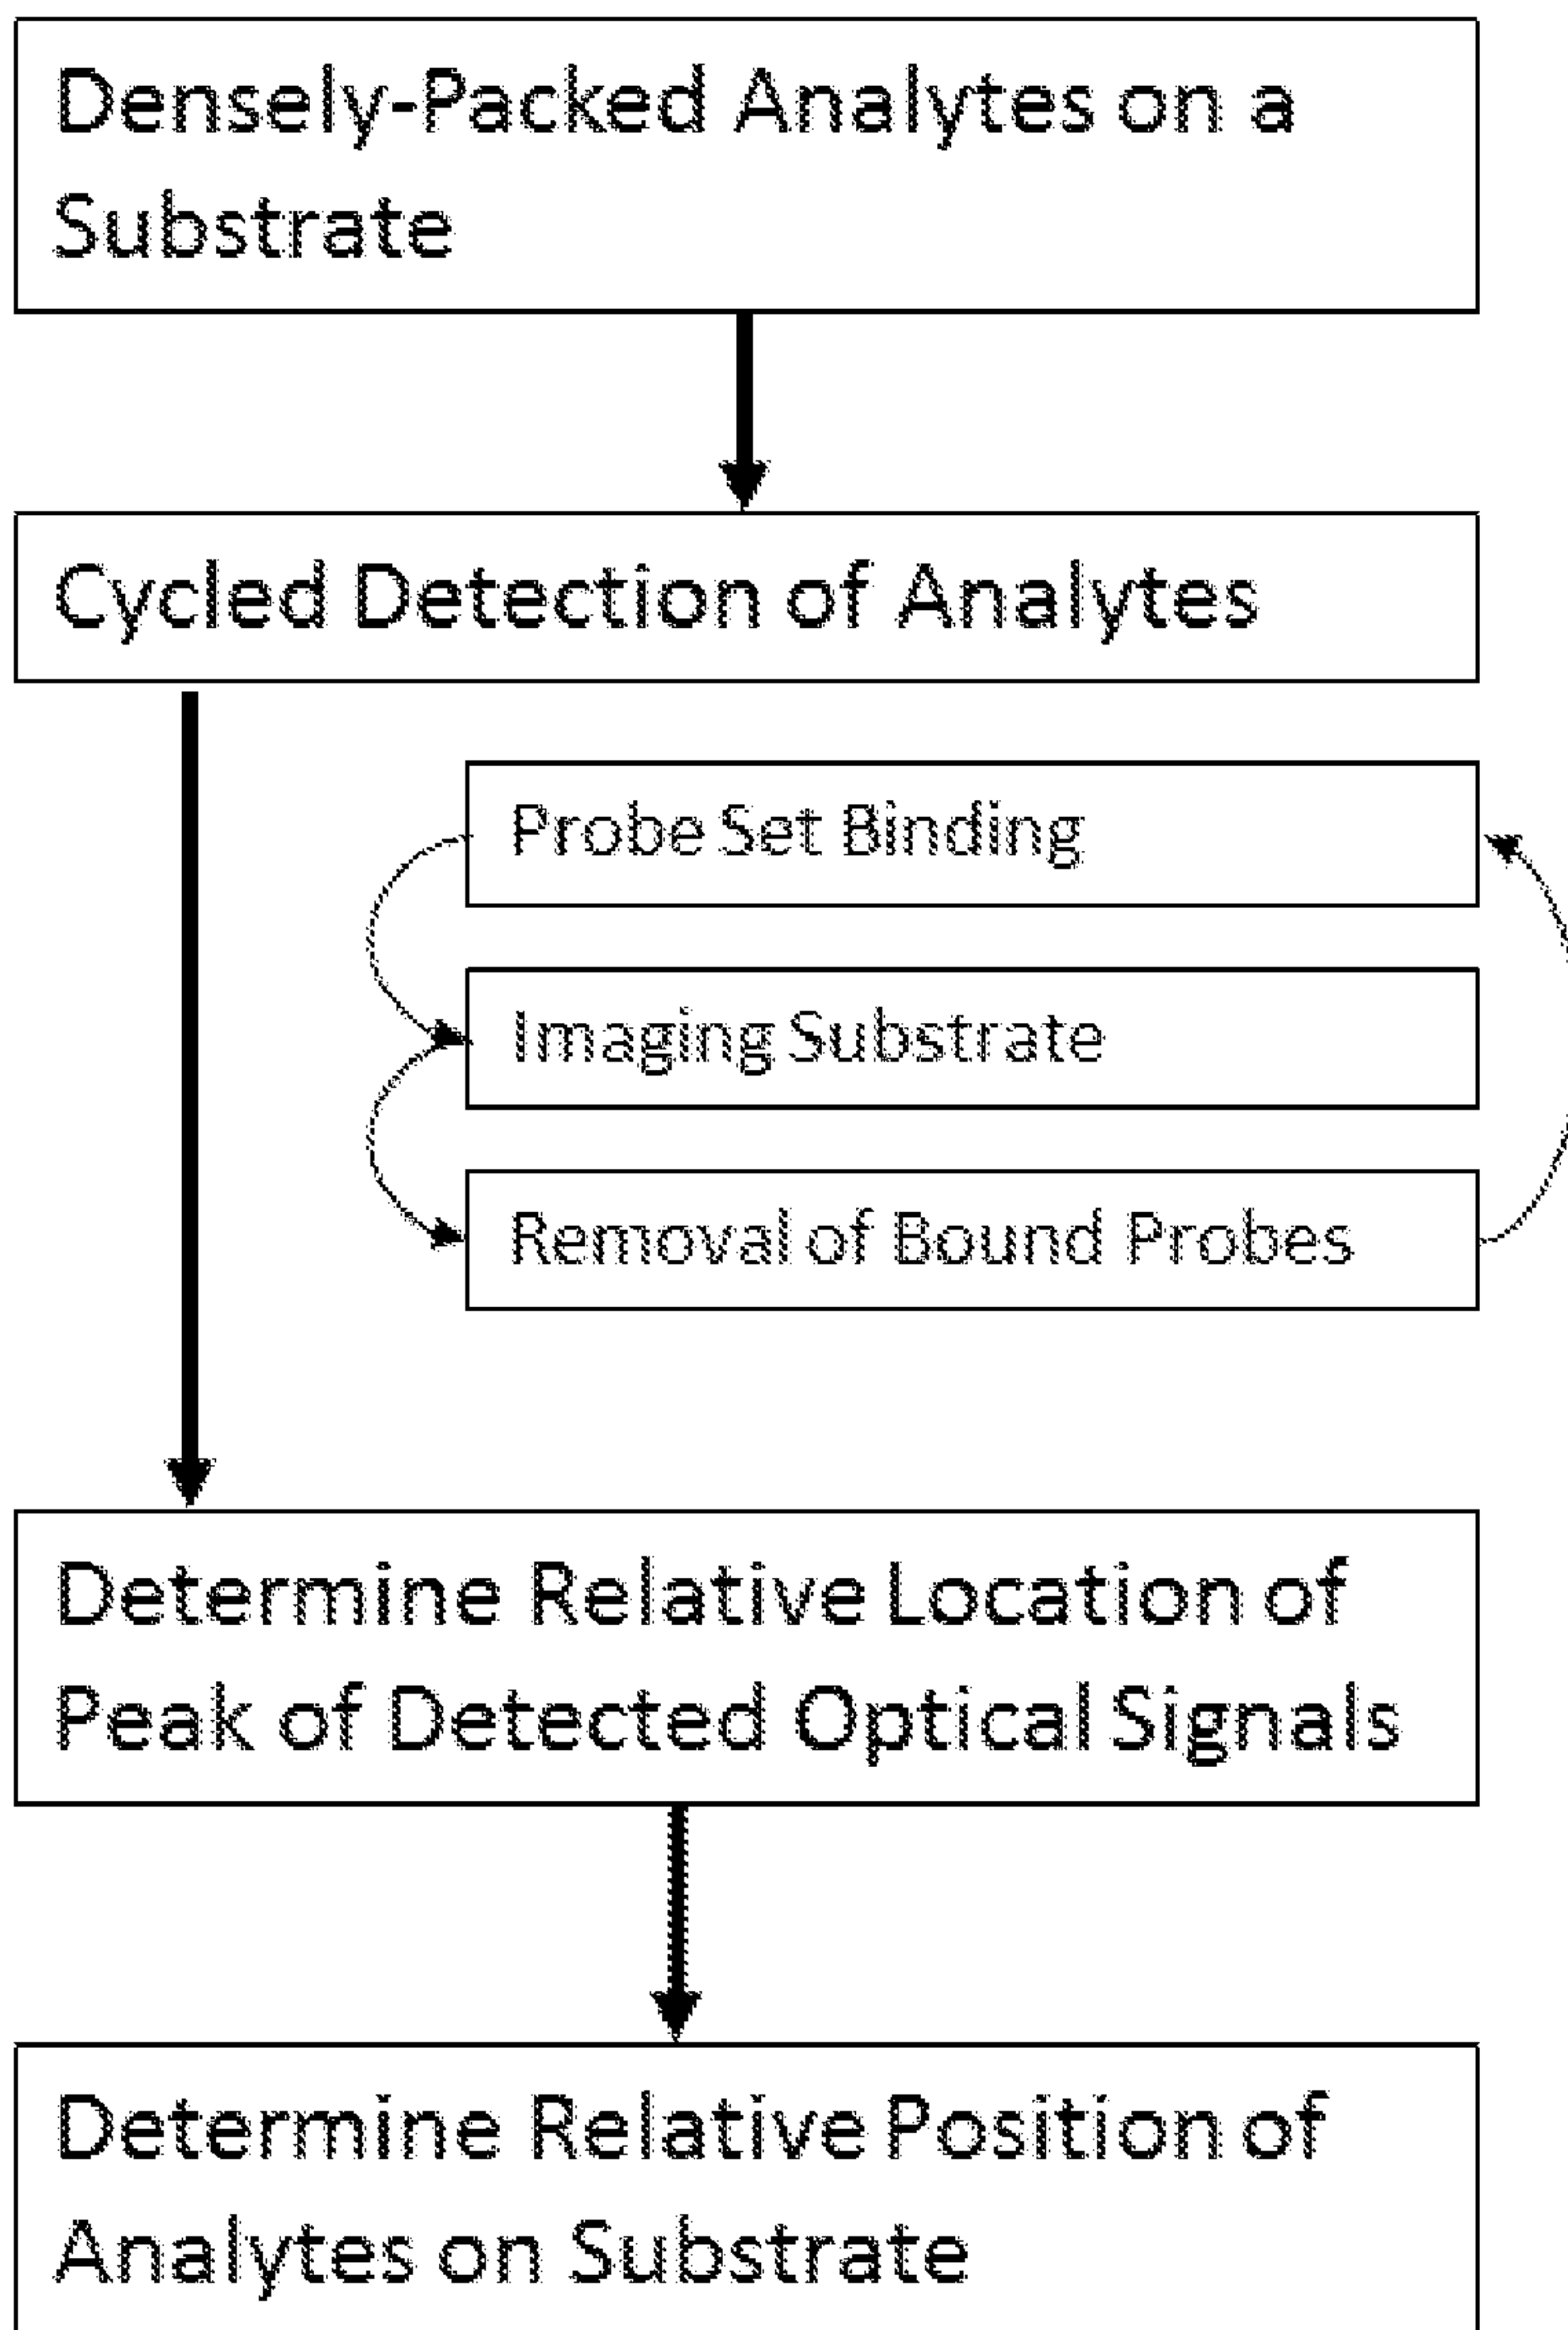 Densely-Packed Analytes on a
Substrate
Cycled Detection of Analytes
Probe Set Binding
Imaging Substrate
Removal of Bound Probes
Determine Relative Location of
Peak of Detected Optical Signals
Determine Relative Position of
Analytes on Substrate